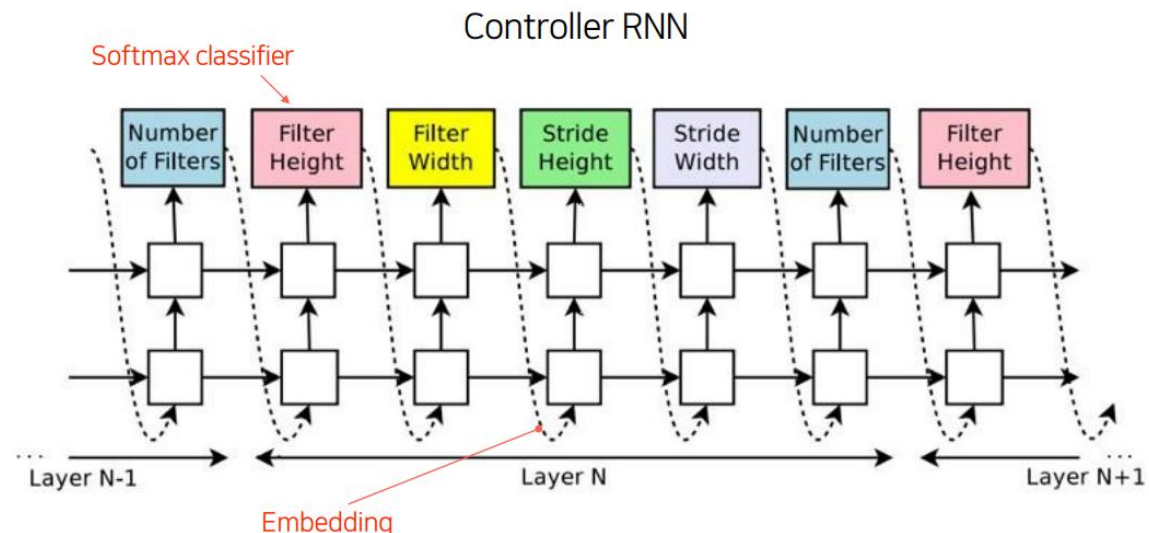 Controller RNN
Softmax classifier
Number
of Filters
Filter
Height
Filter
Width
Stride
Height
Stride
Width
Number
of Filters
Filter
Height
...
Layer N-1
Layer N
...
Layer N+1
Embedding